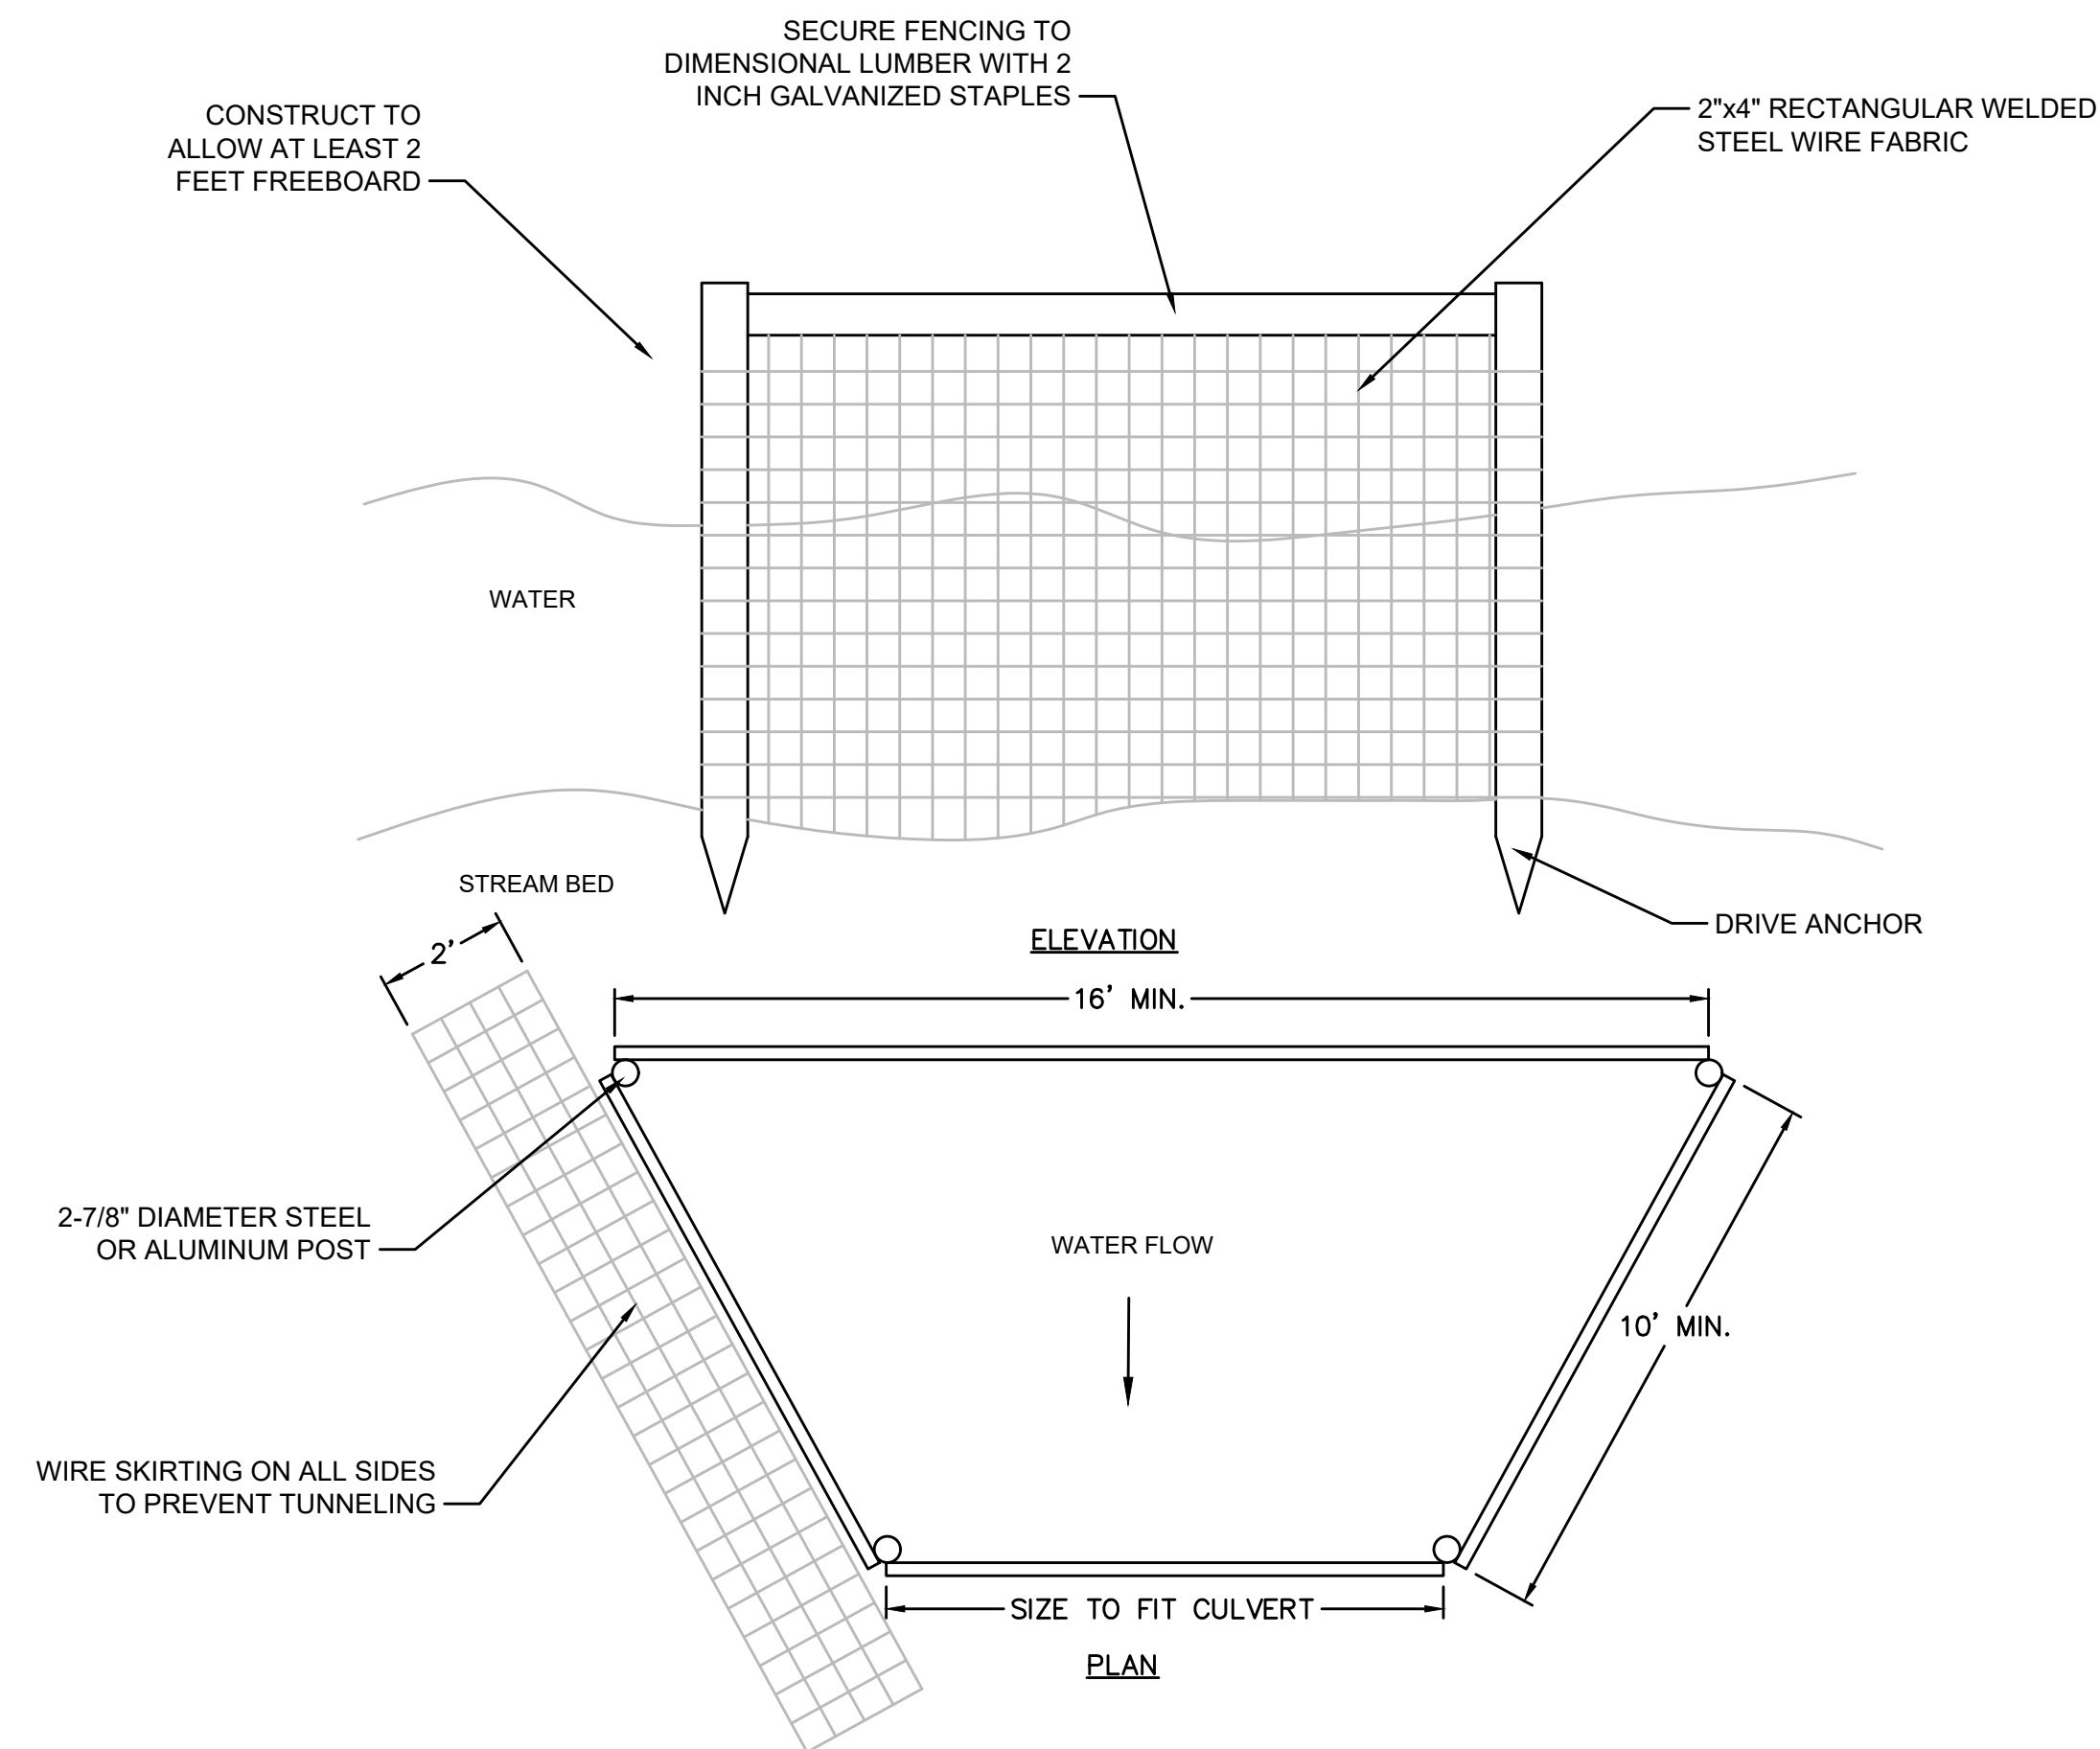 SECURE FENCING TO
DIMENSIONAL LUMBER WITH 2
INCH GALVANIZED STAPLES
CONSTRUCT TO
ALLOW AT LEAST 2
FEET FREEBOARD
2"x4" RECTANGULAR WELDED
STEEL WIRE FABRIC
WATER
STREAM BED
DRIVE ANCHOR
ELEVATION
2'
16' MIN.
2-7/8" DIAMETER STEEL
OR ALUMINUM POST
WATER FLOW
10' MIN.
WIRE SKIRTING ON ALL SIDES
TO PREVENT TUNNELING
SIZE TO FIT CULVERT
PLAN